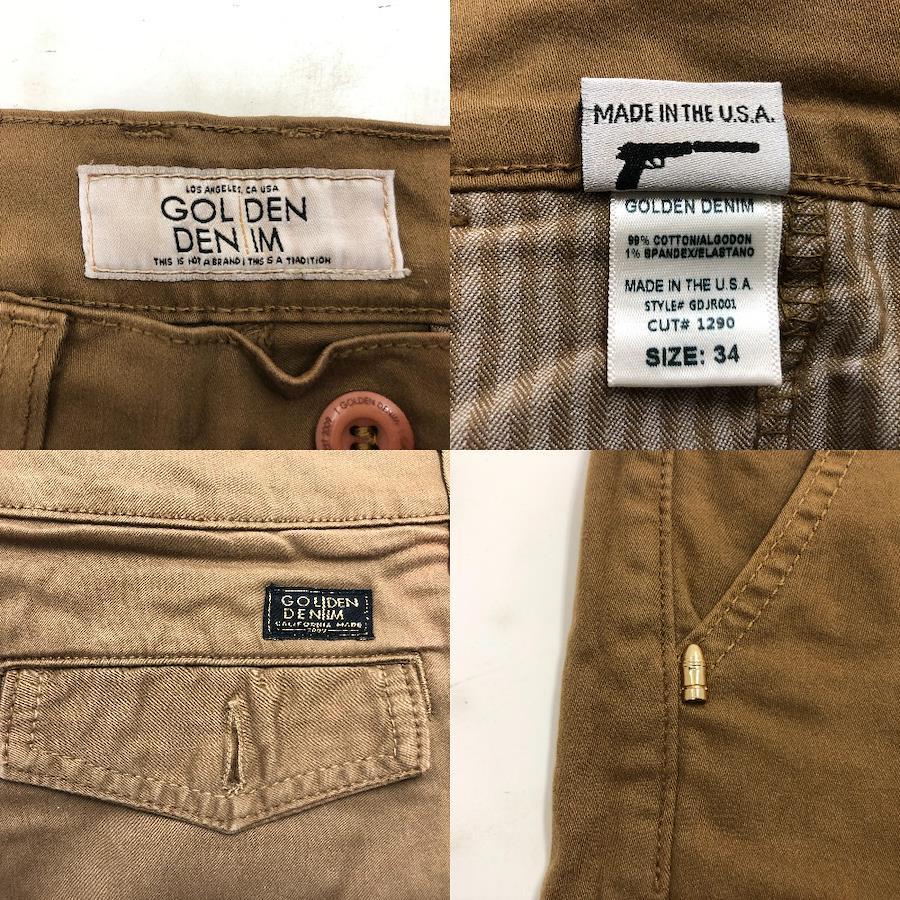 LOS ANGELES, CA USA
GOLDEN
DENIM
THIS IS NOT A BRAND | THIS IS A TRADITION
GOLDEN DENIM
2009
MADE IN THE U.S.A.
GOLDEN DENIM
99% COTTON/ALGODON
1% SPANDEX/ELASTANO
MADE IN THE U.S.A
STYLE# GDJR001
CUT# 1290
SIZE: 34
GOLDEN
DENIM
CALIFORNIA MADE
2009